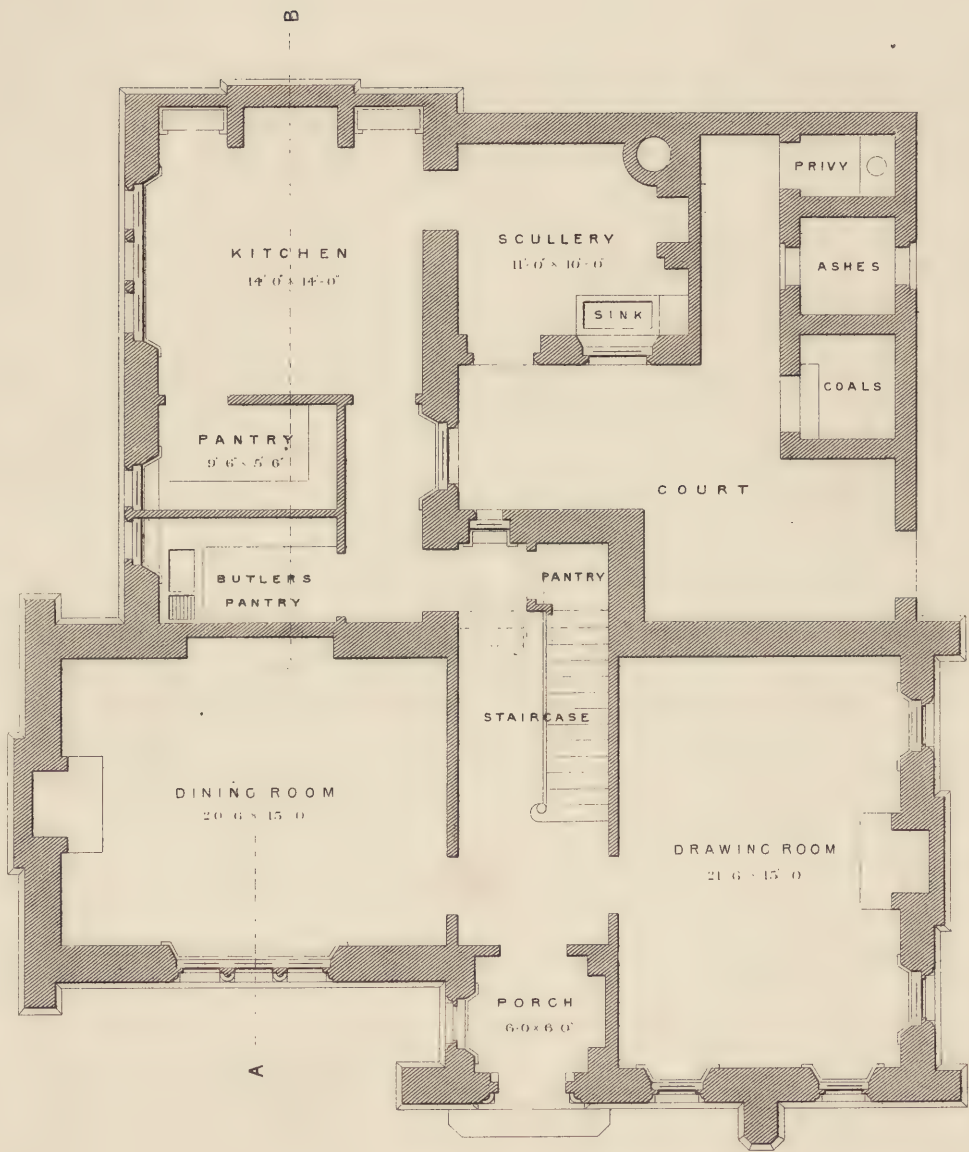 B
PRIVY
KITCHEN
14' 0" × 14'-0"
SCULLERY
11'-0" × 10'-0"
ASHES
SINK
COALS
PANTRY
9' 6" × 5' 6"
COURT
BUTLERS
PANTRY
PANTRY
STAIRCASE
DINING ROOM
20 6 × 15 0
DRAWING ROOM
21 6 × 15' 0
PORCH
6-0 × 6 0"
A